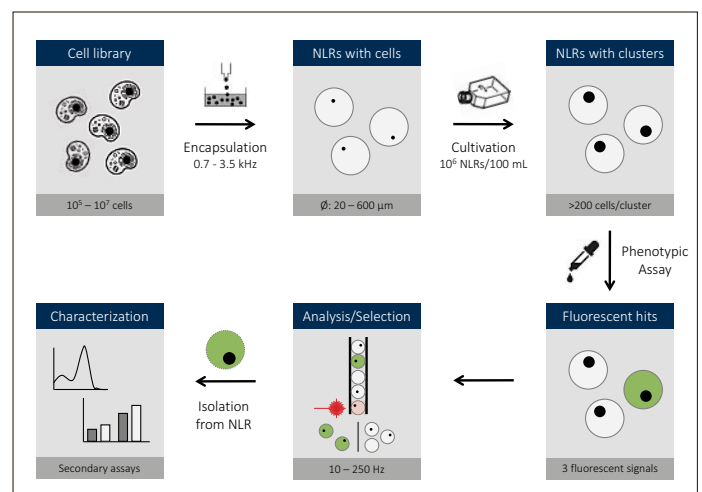 Cell library
10⁵ – 10⁷ cells
Encapsulation
0.7 - 3.5 kHz
NLRs with cells
Ø: 20 – 600 µm
Cultivation
10⁶ NLRs/100 mL
NLRs with clusters
>200 cells/cluster
Phenotypic
Assay
Fluorescent hits
3 fluorescent signals
Analysis/Selection
10 – 250 Hz
Isolation
from NLR
Characterization
Secondary assays